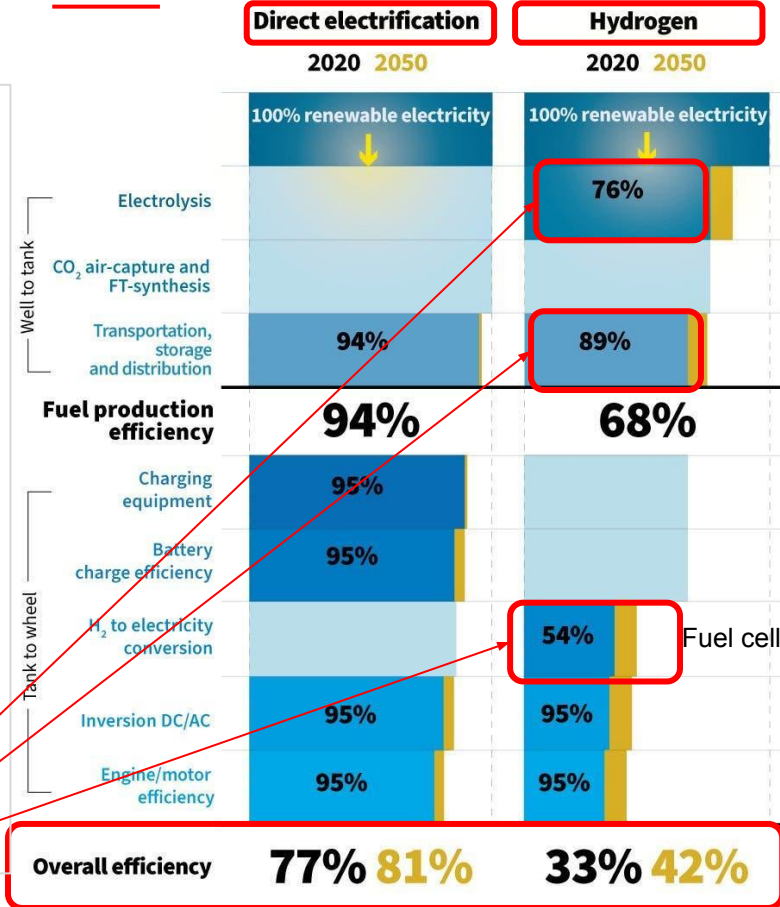 Direct electrification
Hydrogen
2020 2050
2020 2050
100% renewable electricity
100% renewable electricity
Well to tank
Electrolysis
76%
CO₂ air-capture and
FT-synthesis
Transportation,
storage
and distribution
94%
89%
Fuel production
efficiency
94%
68%
Tank to wheel
Charging
equipment
95%
Battery
charge efficiency
95%
H₂ to electricity
conversion
54%
Fuel cell
Inversion DC/AC
95%
95%
Engine/motor
efficiency
95%
95%
Overall efficiency
77% 81%
33% 42%